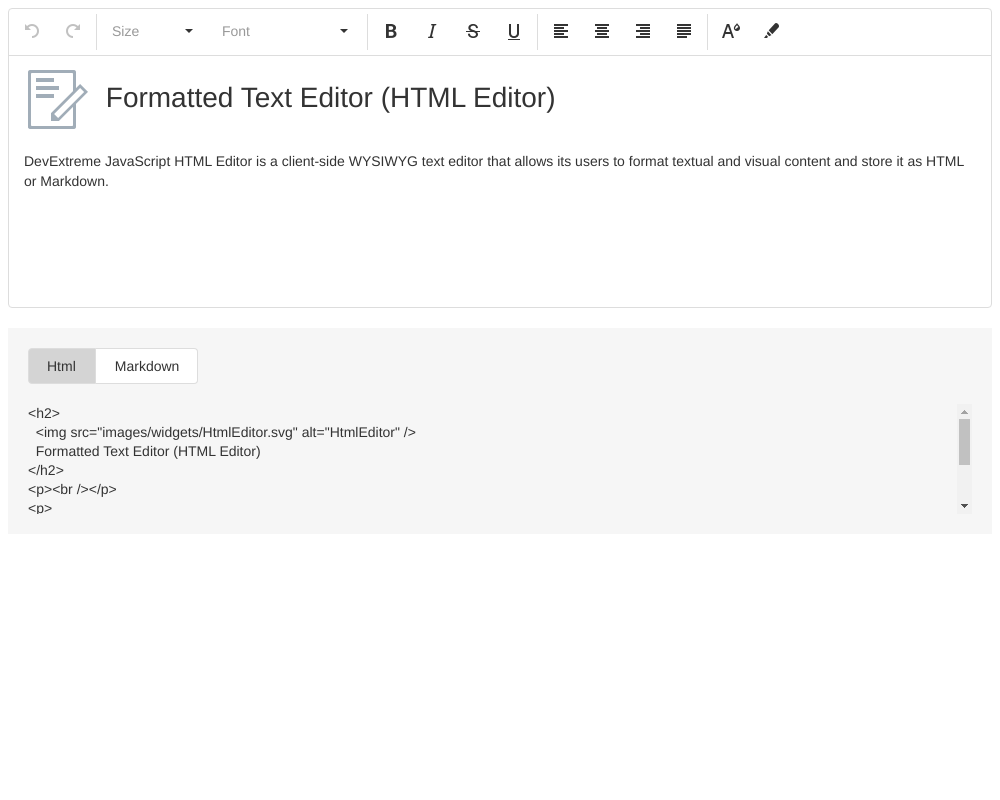 Size Font B I S U A
Formatted Text Editor (HTML Editor)
DevExtreme JavaScript HTML Editor is a client-side WYSIWYG text editor that allows its users to format textual and visual content and store it as HTML
or Markdown.
Html Markdown
<h2>
  <img src="images/widgets/HtmlEditor.svg" alt="HtmlEditor" />
  Formatted Text Editor (HTML Editor)
</h2>
<p><br /></p>
<p>